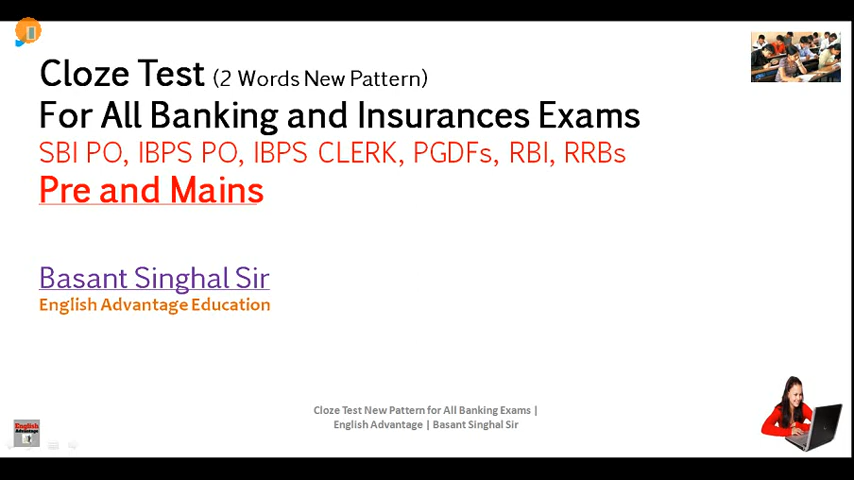 Cloze Test (2 Words New Pattern)
For All Banking and Insurances Exams
SBI PO, IBPS PO, IBPS CLERK, PGDFs, RBI, RRBs
Pre and Mains
Basant Singhal Sir
English Advantage Education
Cloze Test New Pattern for All Banking Exams |
English Advantage | Basant Singhal Sir
English
Advantage